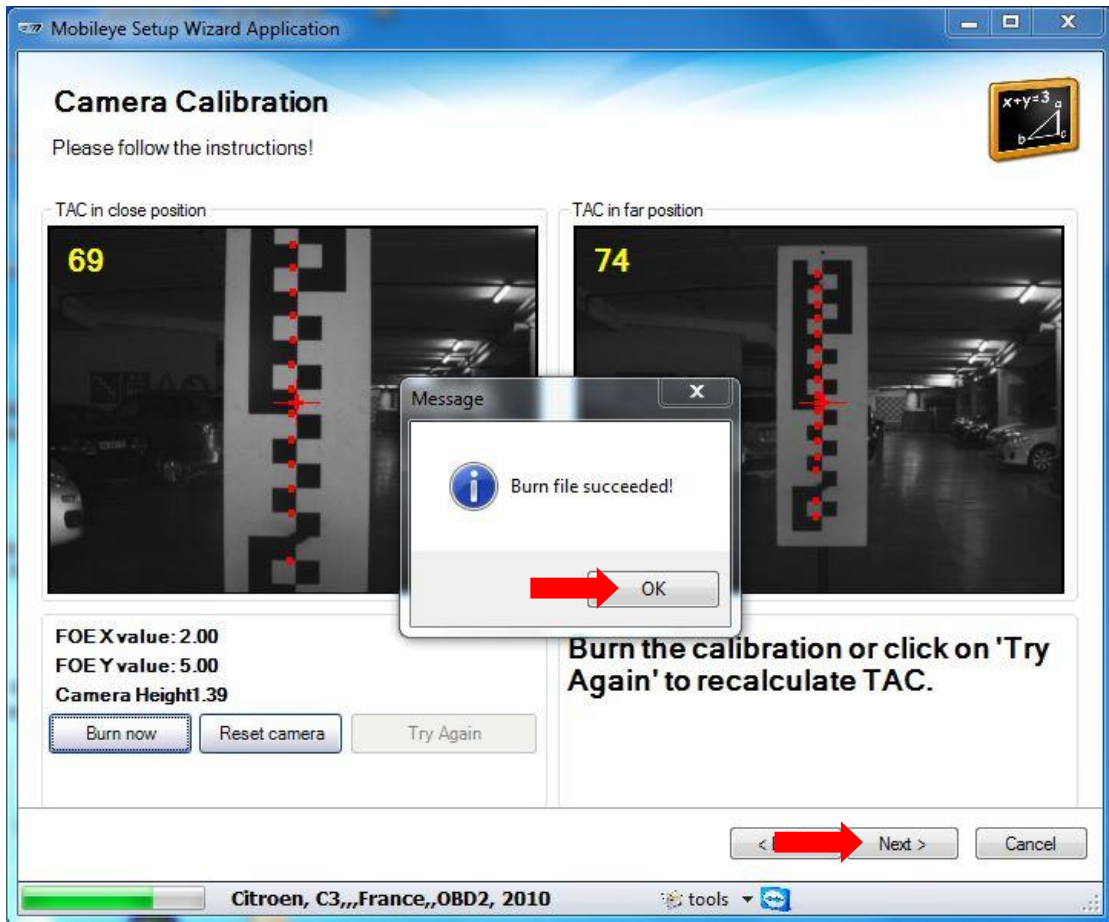 Mobileye Setup Wizard Application
Camera Calibration
Please follow the instructions!
x+y=3
a
b
c
TAC in close position
TAC in far position
69
74
Message
Burn file succeeded!
OK
FOE X value: 2.00
FOE Y value: 5.00
Camera Height1.39
Burn now
Reset camera
Try Again
Burn the calibration or click on 'Try
Again' to recalculate TAC.
<
Next >
Cancel
Citroen, C3,,,France,,OBD2, 2010
tools